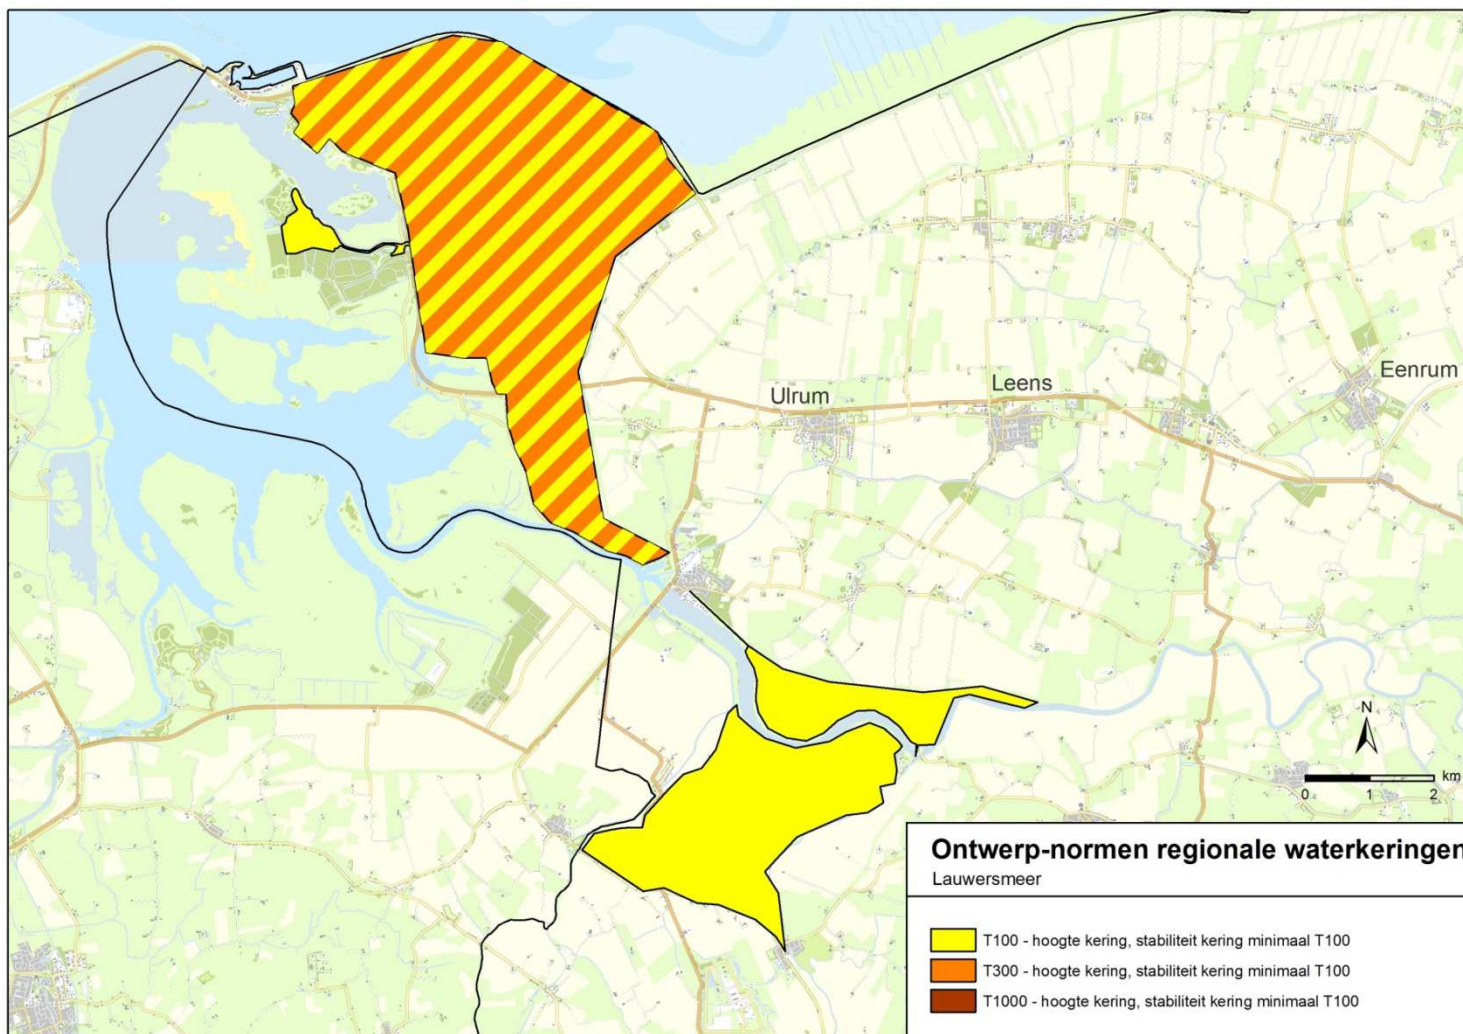 Ulrum
Leens
Eenrum
N
km
0 1 2
Ontwerp-normen regionale waterkeringen
Lauwersmeer
T100 - hoogte kering, stabiliteit kering minimaal T100
T300 - hoogte kering, stabiliteit kering minimaal T100
T1000 - hoogte kering, stabiliteit kering minimaal T100